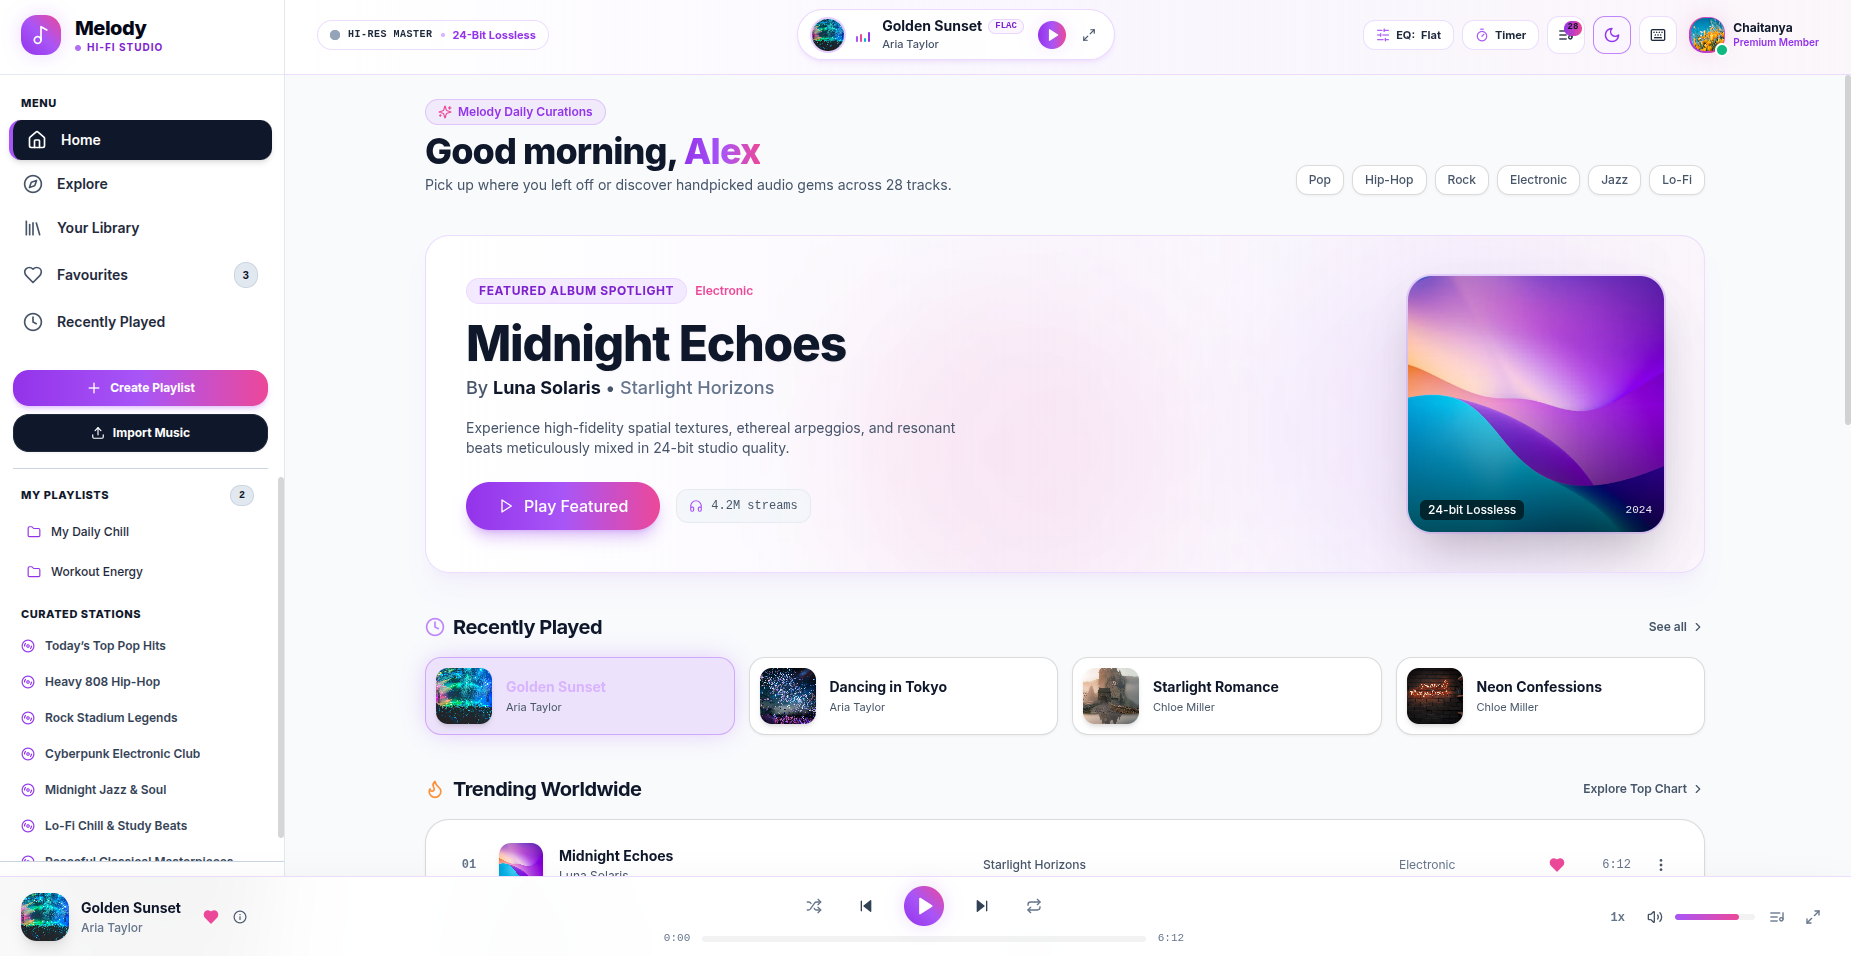 Melody
HI-FI STUDIO
HI-RES MASTER • 24-Bit Lossless
Golden Sunset FLAC
Aria Taylor
EQ: Flat
Timer
28
Chaitanya
Premium Member
MENU
Home
Explore
Your Library
Favourites 3
Recently Played
Create Playlist
Import Music
MY PLAYLISTS 2
My Daily Chill
Workout Energy
CURATED STATIONS
Today's Top Pop Hits
Heavy 808 Hip-Hop
Rock Stadium Legends
Cyberpunk Electronic Club
Midnight Jazz & Soul
Lo-Fi Chill & Study Beats
Peaceful Classical Masterpieces
Melody Daily Curations
Good morning, Alex
Pick up where you left off or discover handpicked audio gems across 28 tracks.
Pop Hip-Hop Rock Electronic Jazz Lo-Fi
FEATURED ALBUM SPOTLIGHT Electronic
Midnight Echoes
By Luna Solaris • Starlight Horizons
Experience high-fidelity spatial textures, ethereal arpeggios, and resonant
beats meticulously mixed in 24-bit studio quality.
Play Featured
4.2M streams
24-bit Lossless 2024
Recently Played See all
Golden Sunset
Aria Taylor
Dancing in Tokyo
Aria Taylor
Starlight Romance
Chloe Miller
Neon Confessions
Chloe Miller
Trending Worldwide Explore Top Chart
01 Midnight Echoes Starlight Horizons Electronic 6:12
Luna Solaris
Golden Sunset
Aria Taylor
0:00 6:12
1x